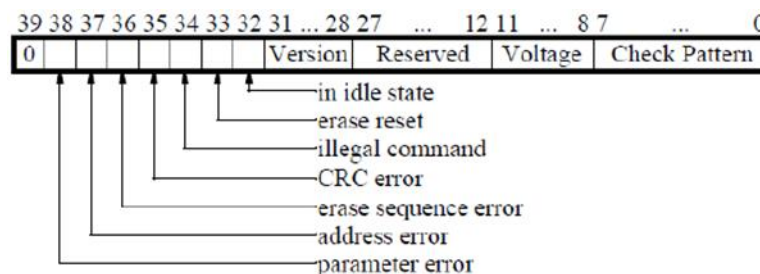 39 38 37 36 35 34 33 32 31 ... 28 27 ... 12 11 ... 8 7 ... 0
0 Version Reserved Voltage Check Pattern
in idle state
erase reset
illegal command
CRC error
erase sequence error
address error
parameter error